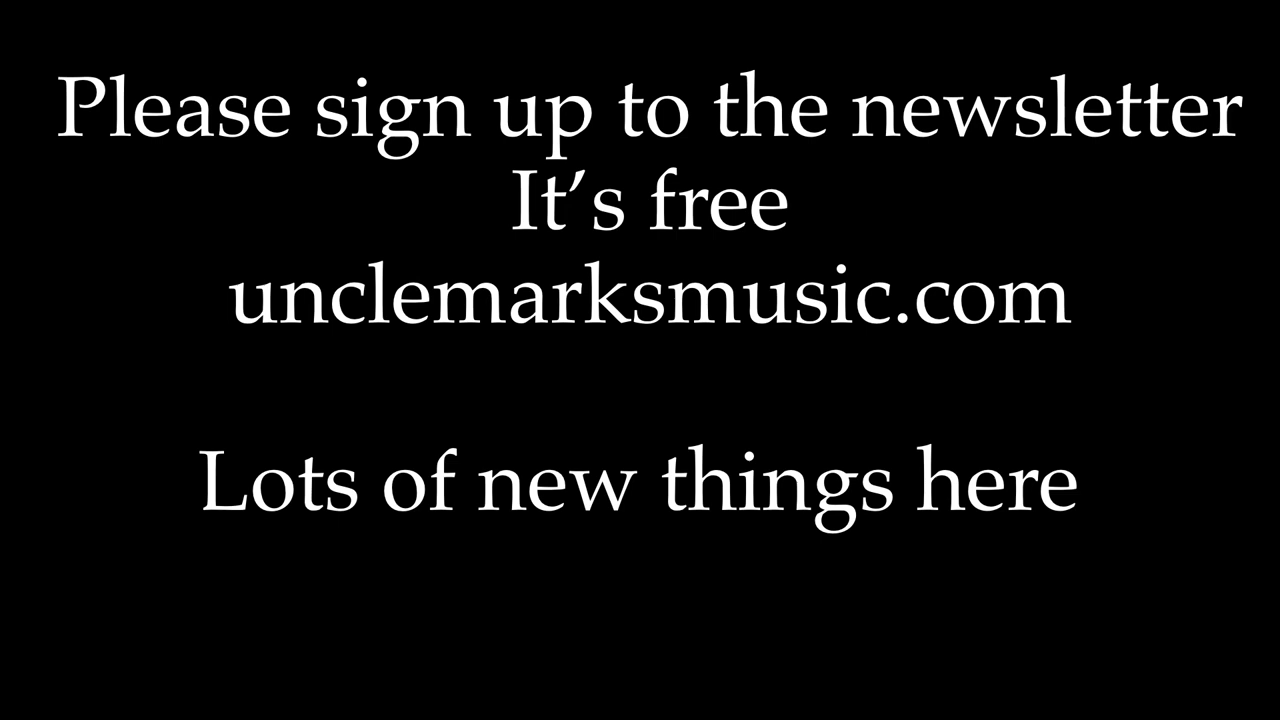 Please sign up to the newsletter
It’s free
unclemarksmusic.com
Lots of new things here